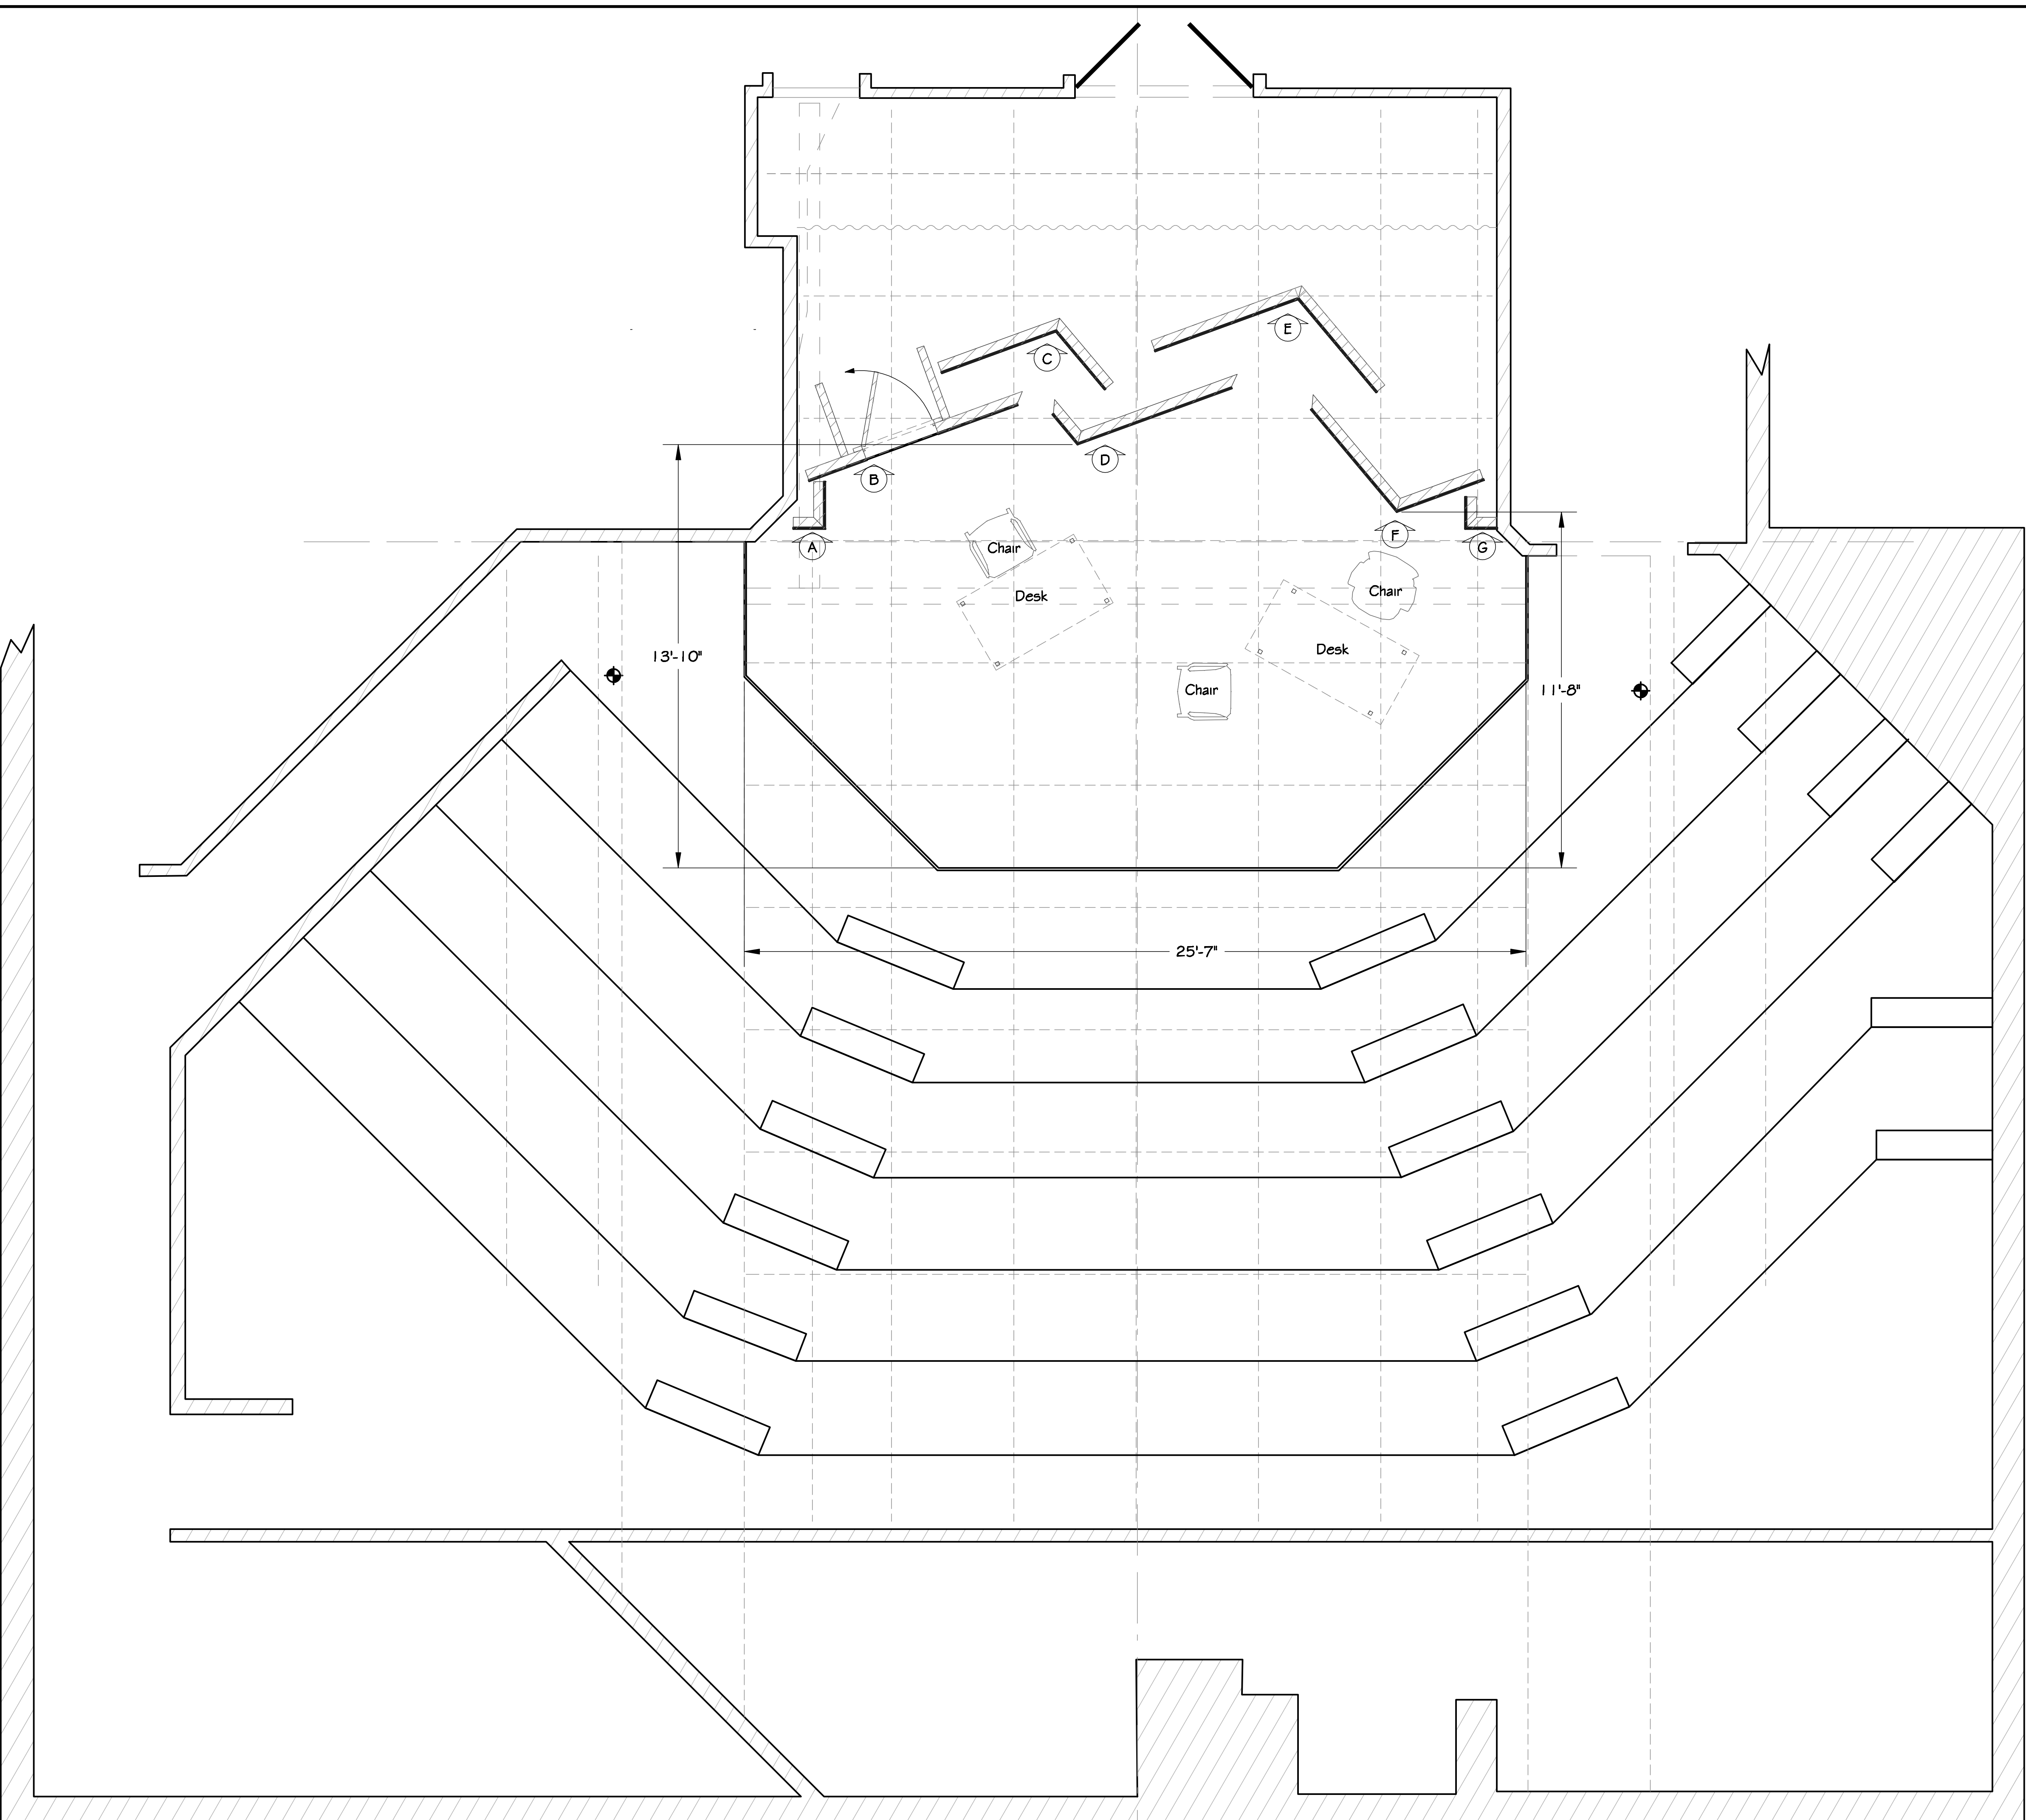 E
C
D
B
F
A
G
Chair
Chair
Desk
Desk
13'-10"
Chair
11'-8"
25'-7"